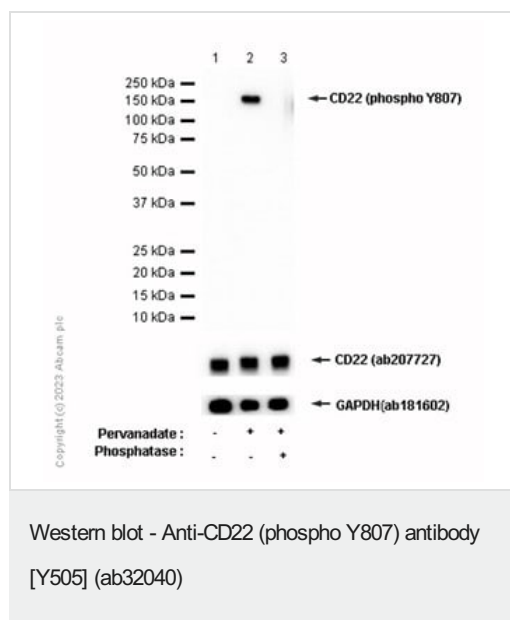 1 2 3
250 kDa
150 kDa
100 kDa
75 kDa
50 kDa
37 kDa
25 kDa
20 kDa
15 kDa
10 kDa
CD22 (phospho Y807)
CD22 (ab207727)
GAPDH(ab181602)
Pervanadate : - + +
Phosphatase : - - +
Copyright (c) 2023 Abcam plc
Western blot - Anti-CD22 (phospho Y807) antibody
[Y505] (ab32040)